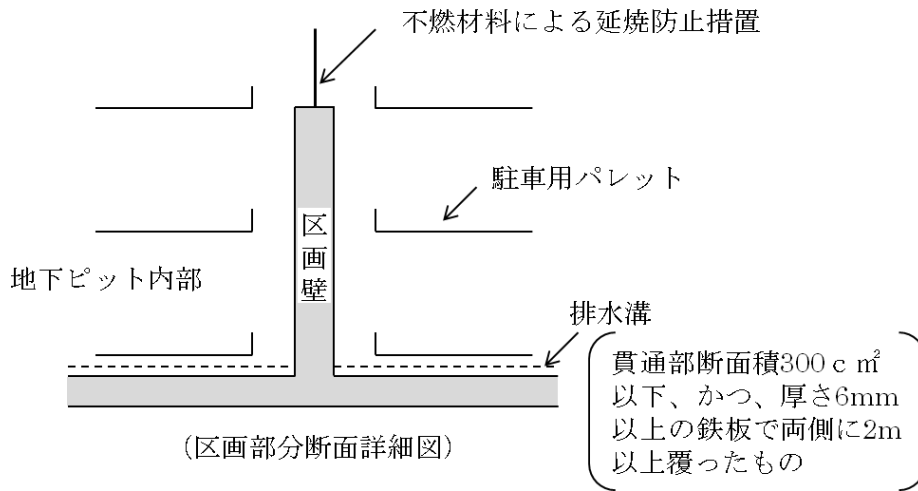 不燃材料による延焼防止措置
駐車用パレット
区画壁
地下ピット内部
排水溝
貫通部断面積300ｃ㎡
以下、かつ、厚さ6mm
以上の鉄板で両側に2m
以上覆ったもの
（区画部分断面詳細図）